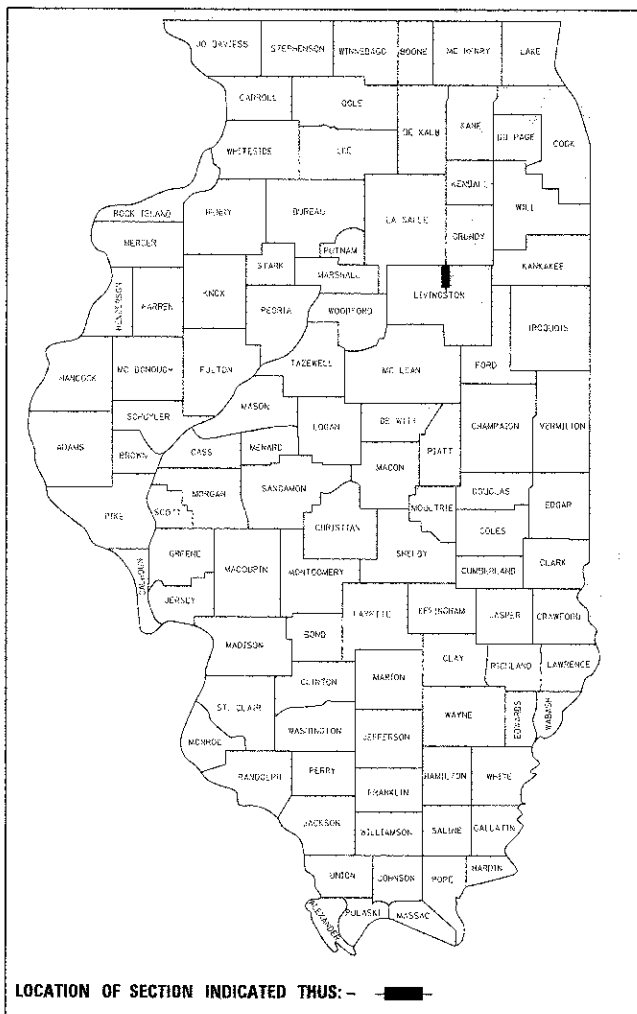 JO DAVIESS STEPHENSON WINNEBAGO BOONE MC HENRY LAKE
CARROLL OGLE DE KALB KANE DU PAGE COOK
WHITESIDE LEE KENDALL WILL
ROCK ISLAND HENRY BUREAU LA SALLE GRUNDY
MERCER STARK PUTNAM MARSHALL KANKAKEE
HENDERSON WARREN KNOX PEORIA WOODFORD LIVINGSTON IROQUOIS
HANCOCK MC DONOUGH FULTON TAZEWELL MC LEAN FORD
SCHUYLER MASON LOGAN DE WITT CHAMPAIGN VERMILION
ADAMS BROWN CASS MENARD MACON PIATT
PIKE SCOTT MORGAN SANGAMON CHRISTIAN MOULTRIE DOUGLAS EDGAR
CALHOUN GREENE MACOUPIN MONTGOMERY SHELBY COLES CLARK
CUMBERLAND
JERSEY FAYETTE EFFINGHAM JASPER CRAWFORD
MADISON BOND CLAY RICHLAND LAWRENCE
CLINTON MARION
ST. CLAIR WASHINGTON JEFFERSON WAYNE EDWARDS WABASH
MONROE
RANDOLPH PERRY FRANKLIN HAMILTON WHITE
JACKSON WILLIAMSON SALINE GALLATIN
UNION JOHNSON POPE HARDIN
ALEXANDER PULASKI MASSAC
LOCATION OF SECTION INDICATED THUS: -